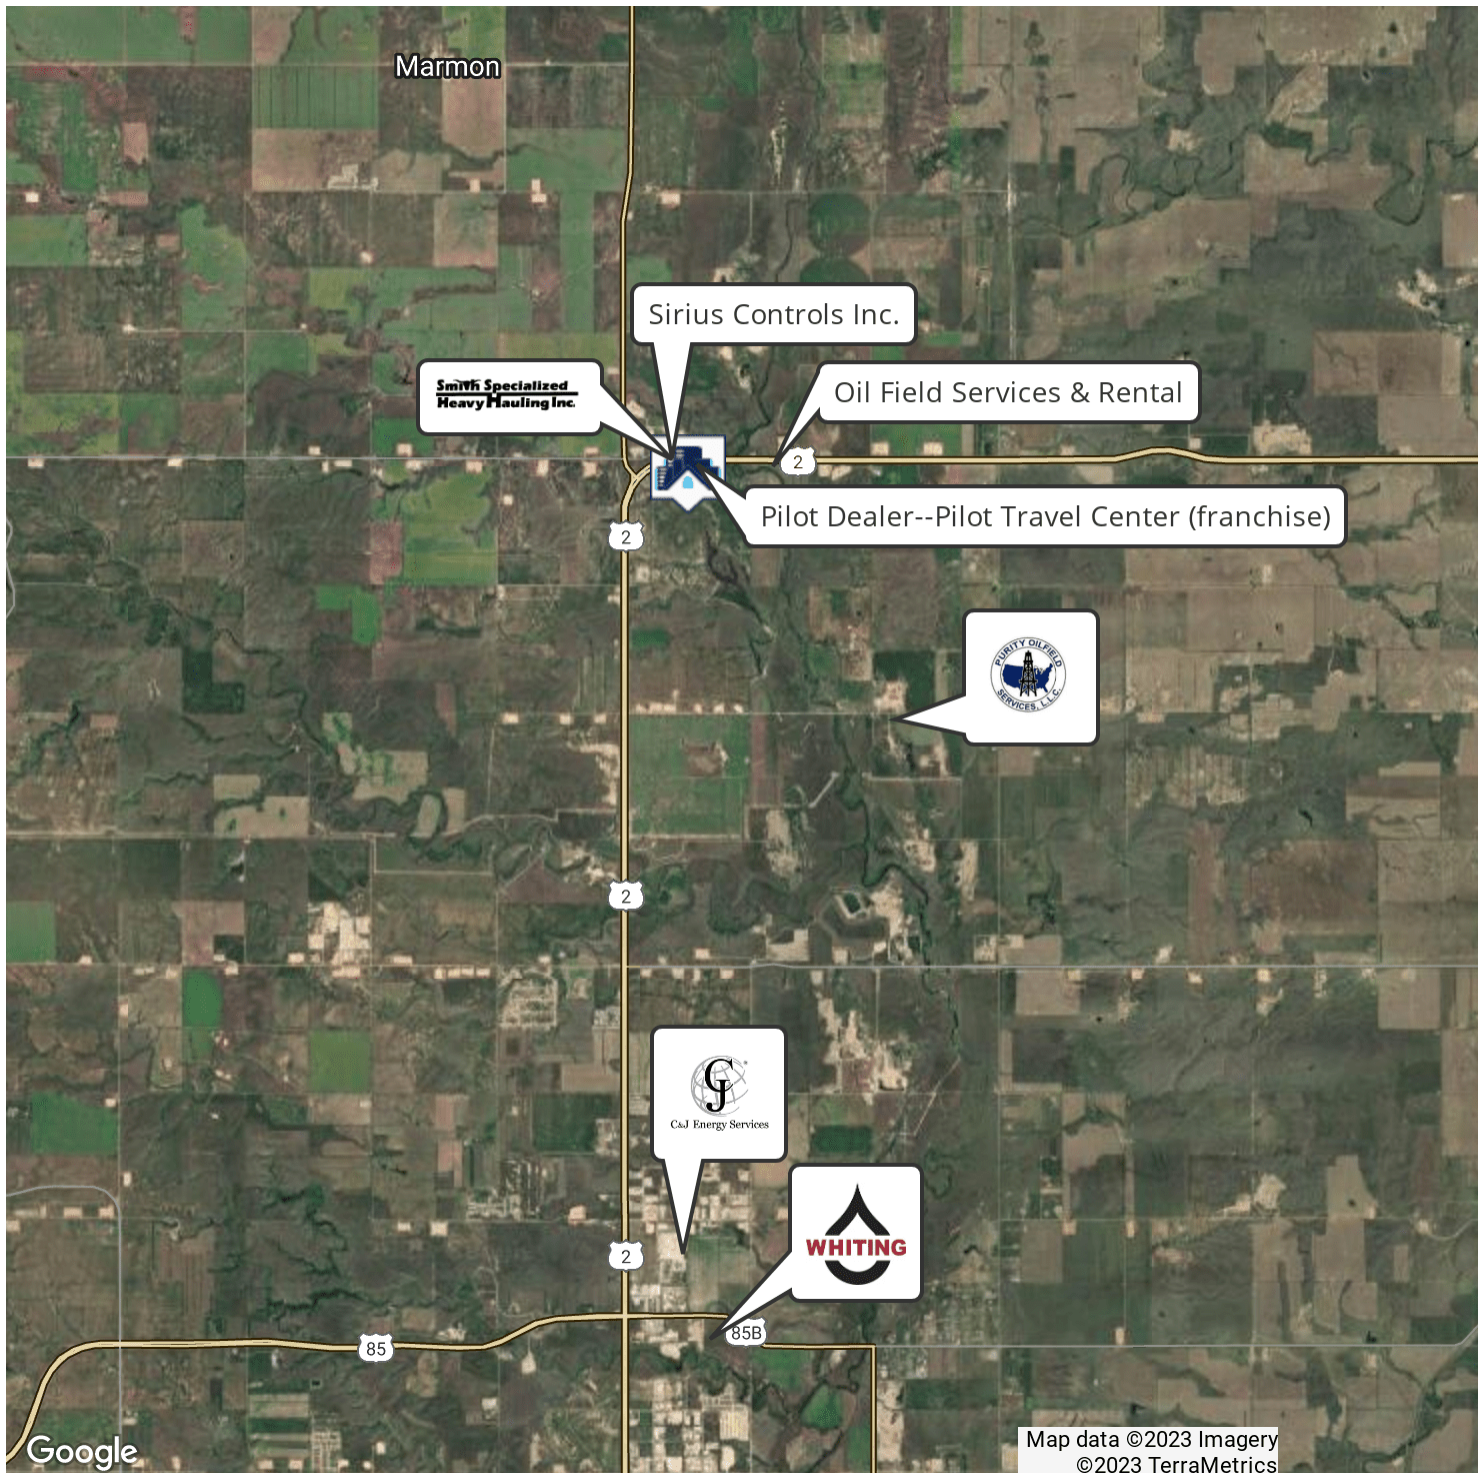 Marmon
Sirius Controls Inc.
Smith Specialized
Heavy Hauling Inc.
Oil Field Services & Rental
2
Pilot Dealer--Pilot Travel Center (franchise)
2
PURITY OILFIELD
SERVICES, L.L.C.
2
CJ
C&J Energy Services
WHITING
2
85B
85
Google
Map data ©2023 Imagery
©2023 TerraMetrics